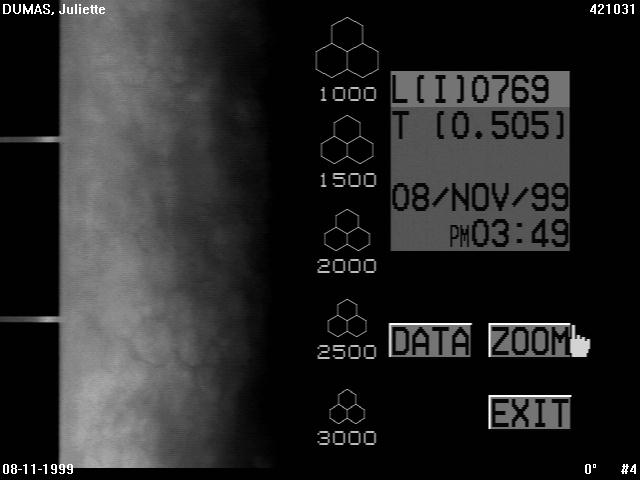 DUMAS, Juliette
421031
1000
1500
2000
2500
3000
L(I)0769
T (0.505)
08/NOV/99
PM03:49
DATA
ZOOM
EXIT
08-11-1999
0°
#4